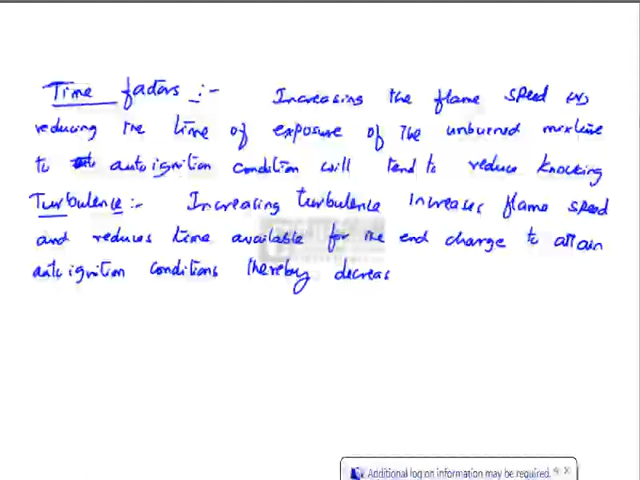 Time factors :- Increasing the flame speed or
reducing the time of exposure of the unburned mixture
to autoignition condition will tend to reduce knocking
Turbulence :- Increasing turbulence increases flame speed
and reduces time available for the end charge to attain
autoignition conditions thereby decreas
Additional log on information may be required.